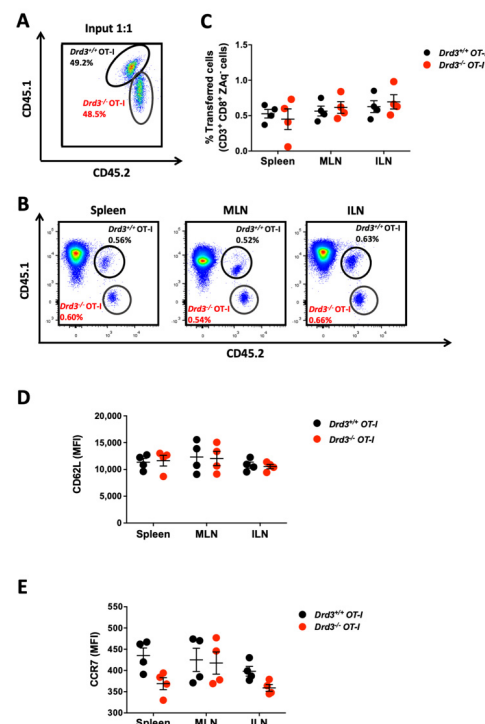 A
Input 1:1
Drd3+/+ OT-I
49.2%
Drd3-/- OT-I
48.5%
CD45.1
CD45.2
C
Drd3+/+ OT-
Drd3-/- OT-I
% Transferred cells
(CD3+ CD8+ ZAq- cells)
1.5
1.0
0.5
0.0
Spleen MLN ILN
B
Spleen MLN ILN
Drd3+/+ OT-I
0.56%
Drd3-/- OT-I
0.60%
Drd3+/+ OT-I
0.52%
Drd3-/- OT-I
0.54%
Drd3+/+ OT-I
0.63%
Drd3-/- OT-I
0.66%
CD45.1
CD45.2
D
Drd3+/+ OT-I
Drd3-/- OT-I
CD62L (MFI)
20,000
15,000
10,000
5,000
0
Spleen MLN ILN
E
Drd3+/+ OT-I
Drd3-/- OT-I
CCR7 (MFI)
550
500
450
400
350
300
Spleen MLN ILN